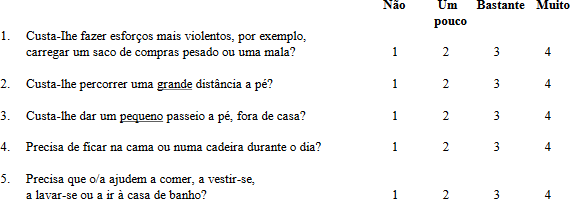 Não Um Bastante Muito
pouco
1. Custa-lhe fazer esforços mais violentos, por exemplo,
carregar um saco de compras pesado ou uma mala? 1 2 3 4
2. Custa-lhe percorrer uma grande distância a pé? 1 2 3 4
3. Custa-lhe dar um pequeno passeio a pé, fora de casa? 1 2 3 4
4. Precisa de ficar na cama ou numa cadeira durante o dia? 1 2 3 4
5. Precisa que o/a ajudem a comer, a vestir-se,
a lavar-se ou a ir à casa de banho? 1 2 3 4